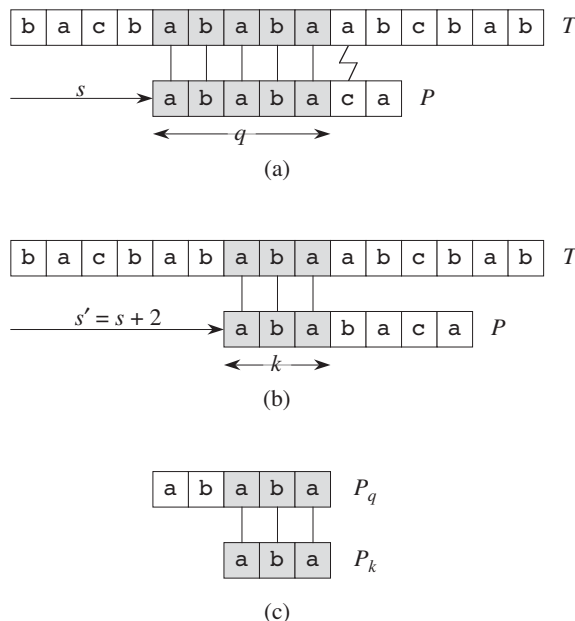 b a c b a b a b a a b c b a b T
s a b a b a c a P
q
(a)
b a c b a b a b a a b c b a b T
s′ = s + 2 a b a b a c a P
k
(b)
a b a b a P_q
a b a P_k
(c)